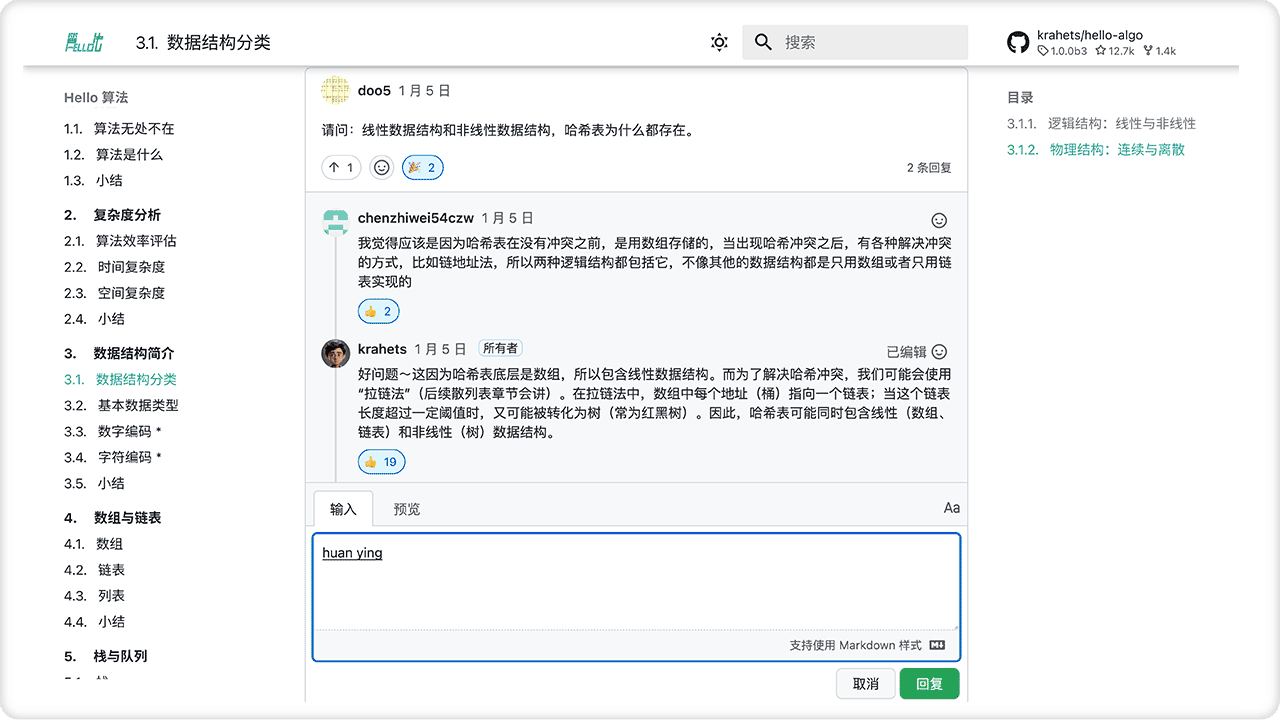 HELLO 算法
3.1. 数据结构分类
搜索
krahets/hello-algo
1.0.0b3 12.7k 1.4k
Hello 算法
1.1. 算法无处不在
1.2. 算法是什么
1.3. 小结
2. 复杂度分析
2.1. 算法效率评估
2.2. 时间复杂度
2.3. 空间复杂度
2.4. 小结
3. 数据结构简介
3.1. 数据结构分类
3.2. 基本数据类型
3.3. 数字编码 *
3.4. 字符编码 *
3.5. 小结
4. 数组与链表
4.1. 数组
4.2. 链表
4.3. 列表
4.4. 小结
5. 栈与队列
doo5 1 月 5 日
请问：线性数据结构和非线性数据结构，哈希表为什么都存在。
1 2
2 条回复
chenzhiwei54czw 1 月 5 日
我觉得应该是因为哈希表在没有冲突之前，是用数组存储的，当出现哈希冲突之后，有各种解决冲突
的方式，比如链地址法，所以两种逻辑结构都包括它，不像其他的数据结构都是只用数组或者只用链
表实现的
2
krahets 1 月 5 日 所有者
已编辑
好问题～这因为哈希表底层是数组，所以包含线性数据结构。而为了解决哈希冲突，我们可能会使用
“拉链法”（后续散列表章节会讲）。在拉链法中，数组中每个地址（桶）指向一个链表；当这个链表
长度超过一定阈值时，又可能被转化为树（常为红黑树）。因此，哈希表可能同时包含线性（数组、
链表）和非线性（树）数据结构。
19
输入 预览 Aa
huan ying
支持使用 Markdown 样式
取消 回复
目录
3.1.1. 逻辑结构：线性与非线性
3.1.2. 物理结构：连续与离散